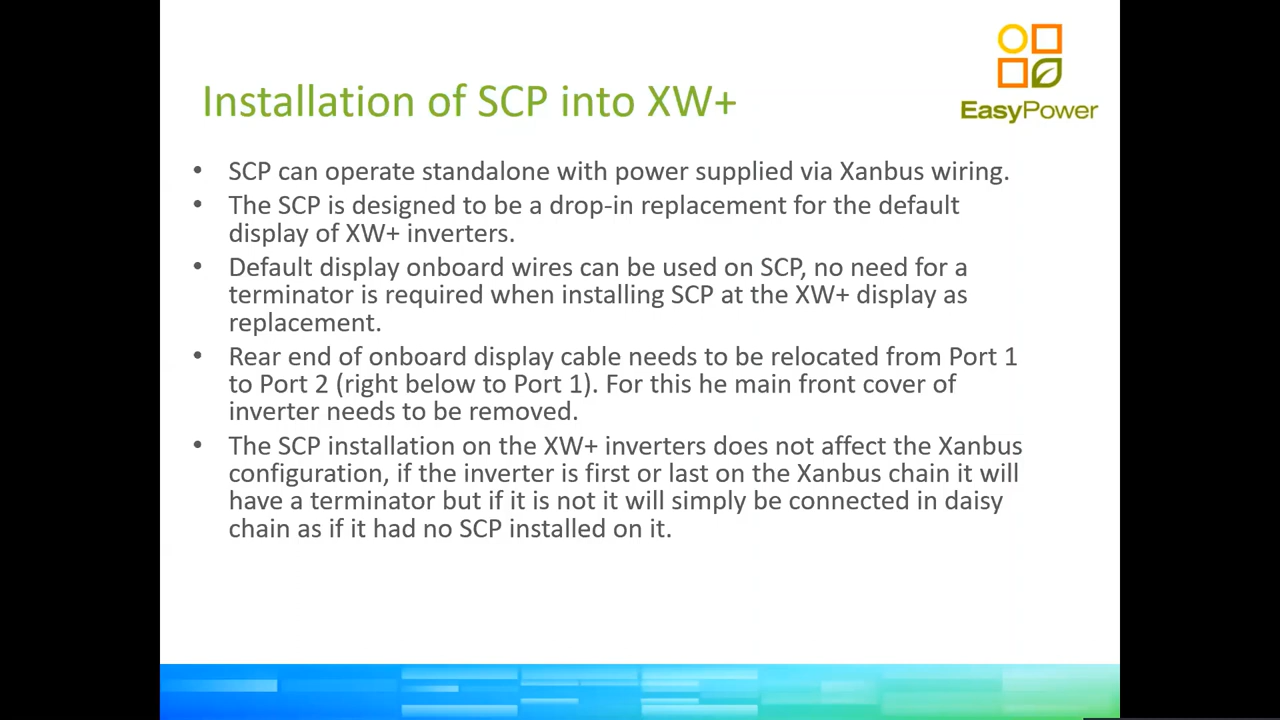 EasyPower
Installation of SCP into XW+
• SCP can operate standalone with power supplied via Xanbus wiring.
• The SCP is designed to be a drop-in replacement for the default
display of XW+ inverters.
• Default display onboard wires can be used on SCP, no need for a
terminator is required when installing SCP at the XW+ display as
replacement.
• Rear end of onboard display cable needs to be relocated from Port 1
to Port 2 (right below to Port 1). For this he main front cover of
inverter needs to be removed.
• The SCP installation on the XW+ inverters does not affect the Xanbus
configuration, if the inverter is first or last on the Xanbus chain it will
have a terminator but if it is not it will simply be connected in daisy
chain as if it had no SCP installed on it.